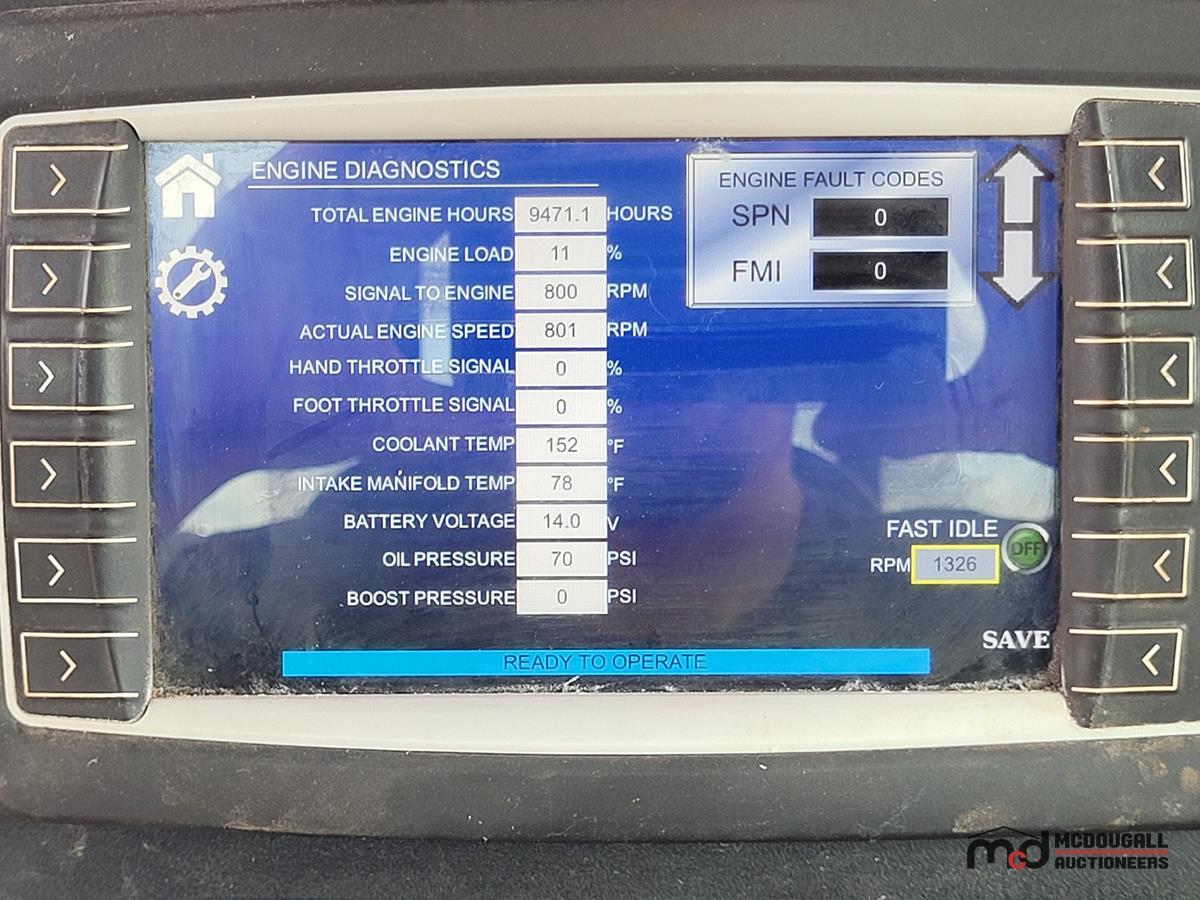 ENGINE DIAGNOSTICS
TOTAL ENGINE HOURS 9471.1 HOURS
ENGINE LOAD 11 %
SIGNAL TO ENGINE 800 RPM
ACTUAL ENGINE SPEED 801 RPM
HAND THROTTLE SIGNAL 0 %
FOOT THROTTLE SIGNAL 0 %
COOLANT TEMP 152 °F
INTAKE MANIFOLD TEMP 78 °F
BATTERY VOLTAGE 14.0 V
OIL PRESSURE 70 PSI
BOOST PRESSURE 0 PSI
ENGINE FAULT CODES
SPN 0
FMI 0
FAST IDLE OFF
RPM 1326
SAVE
READY TO OPERATE
mcd MCDOUGALL
AUCTIONEERS